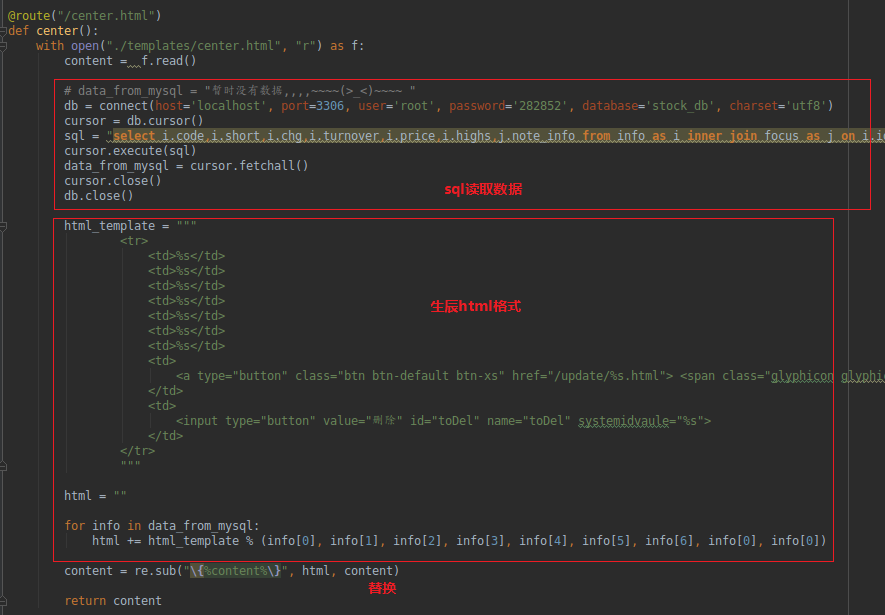 @route("/center.html")
def center():
with open("./templates/center.html", "r") as f:
content = f.read()
# data_from_mysql = "暂时没有数据,,,,~~~~(>_<)~~~~ "
db = connect(host='localhost', port=3306, user='root', password='282852', database='stock_db', charset='utf8')
cursor = db.cursor()
sql = "select i.code,i.short,i.chg,i.turnover,i.price,i.highs,j.note_info from info as i inner join focus as j on i.id
cursor.execute(sql)
data_from_mysql = cursor.fetchall()
cursor.close()
sql读取数据
db.close()
html_template = """
<tr>
<td>%s</td>
<td>%s</td>
<td>%s</td>
<td>%s</td>
生辰html格式
<td>%s</td>
<td>%s</td>
<td>%s</td>
<td>
<a type="button" class="btn btn-default btn-xs" href="/update/%s.html"> <span class="glyphicon glyphic
</td>
<td>
<input type="button" value="删除" id="toDel" name="toDel" systemidvaule="%s">
</td>
</tr>
"""
html = ""
for info in data_from_mysql:
html += html_template % (info[0], info[1], info[2], info[3], info[4], info[5], info[6], info[0], info[0])
content = re.sub("\{%content%\}", html, content)
替换
return content